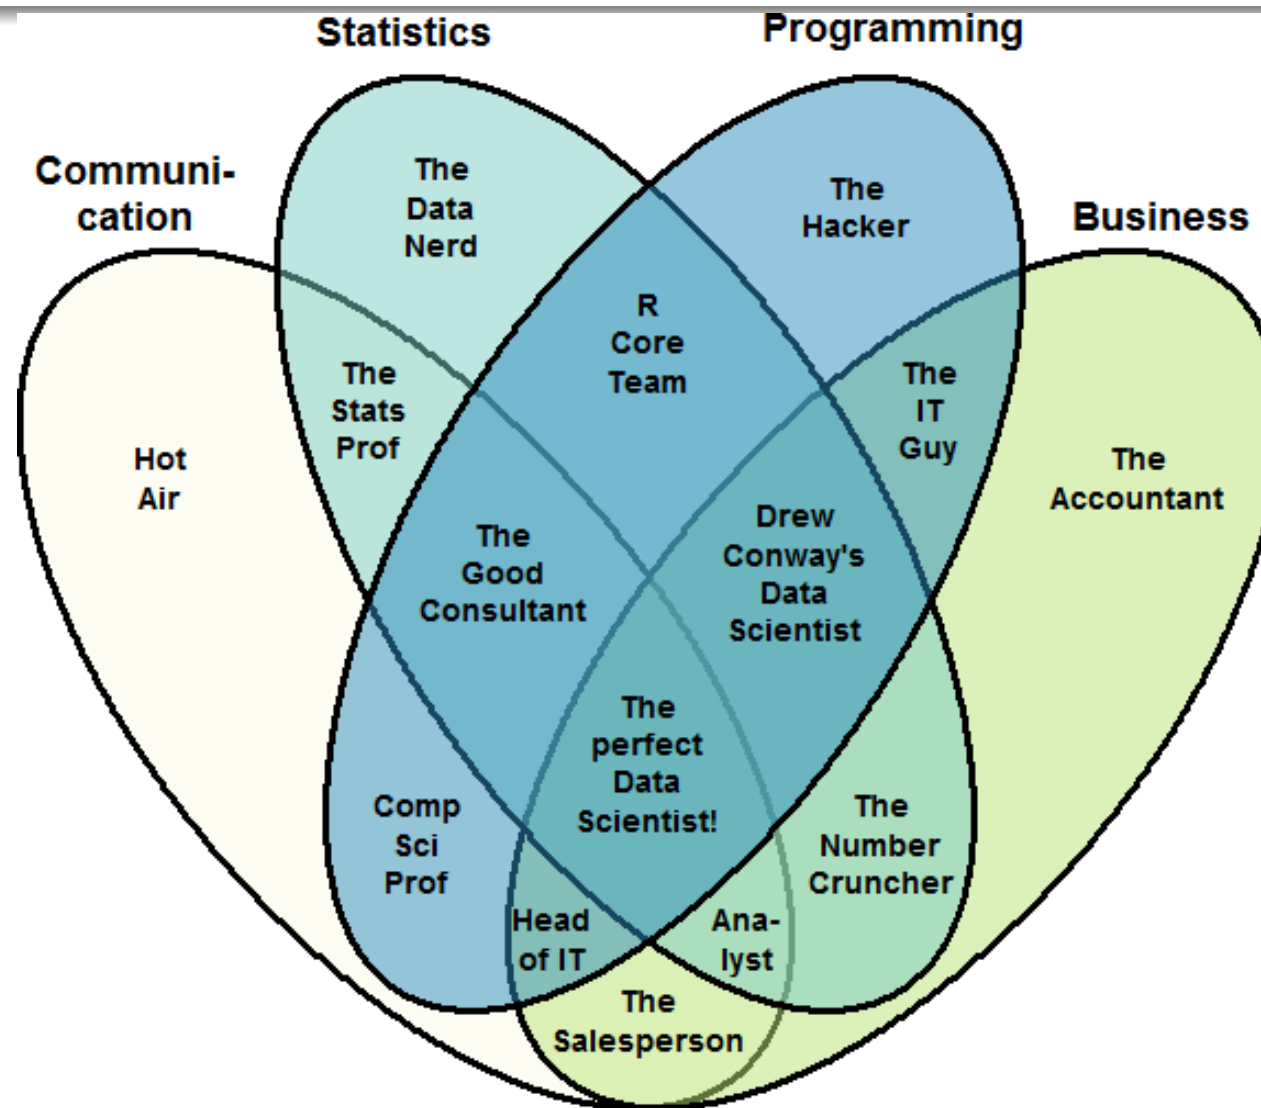 Statistics
Programming
Communi-
cation
Business
The
Data
Nerd
The
Hacker
R
Core
Team
The
Stats
Prof
The
IT
Guy
Hot
Air
The
Accountant
The
Good
Consultant
Drew
Conway's
Data
Scientist
The
perfect
Data
Scientist!
Comp
Sci
Prof
The
Number
Cruncher
Head
of IT
Ana-
lyst
The
Salesperson